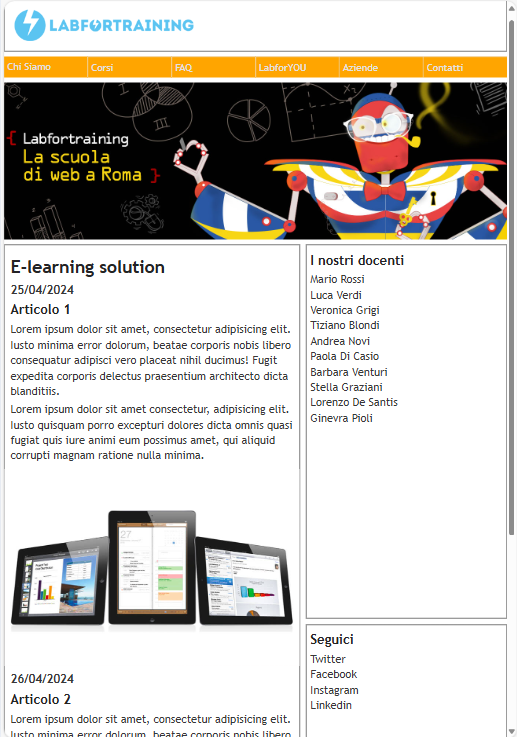 LABFORTRAINING
Chi Siamo
Corsi
FAQ
LabforYOU
Aziende
Contatti
{ Labfortraining
La scuola
di web a Roma }
E-learning solution
25/04/2024
Articolo 1
Lorem ipsum dolor sit amet, consectetur adipisicing elit.
Iusto minima error dolorum, beatae corporis nobis libero
consequatur adipisci vero placeat nihil ducimus! Fugit
expedita corporis delectus praesentium architecto dicta
blanditiis.
Lorem ipsum dolor sit amet consectetur, adipisicing elit.
Iusto quisquam porro excepturi dolores dicta omnis quasi
fugiat quis iure animi eum possimus amet, qui aliquid
corrupti magnam ratione nulla minima.
26/04/2024
Articolo 2
Lorem ipsum dolor sit amet, consectetur adipisicing elit.
Iusto minima error dolorum, beatae corporis nobis libero
I nostri docenti
Mario Rossi
Luca Verdi
Veronica Grigi
Tiziano Blondi
Andrea Novi
Paola Di Casio
Barbara Venturi
Stella Graziani
Lorenzo De Santis
Ginevra Pioli
Seguici
Twitter
Facebook
Instagram
Linkedin